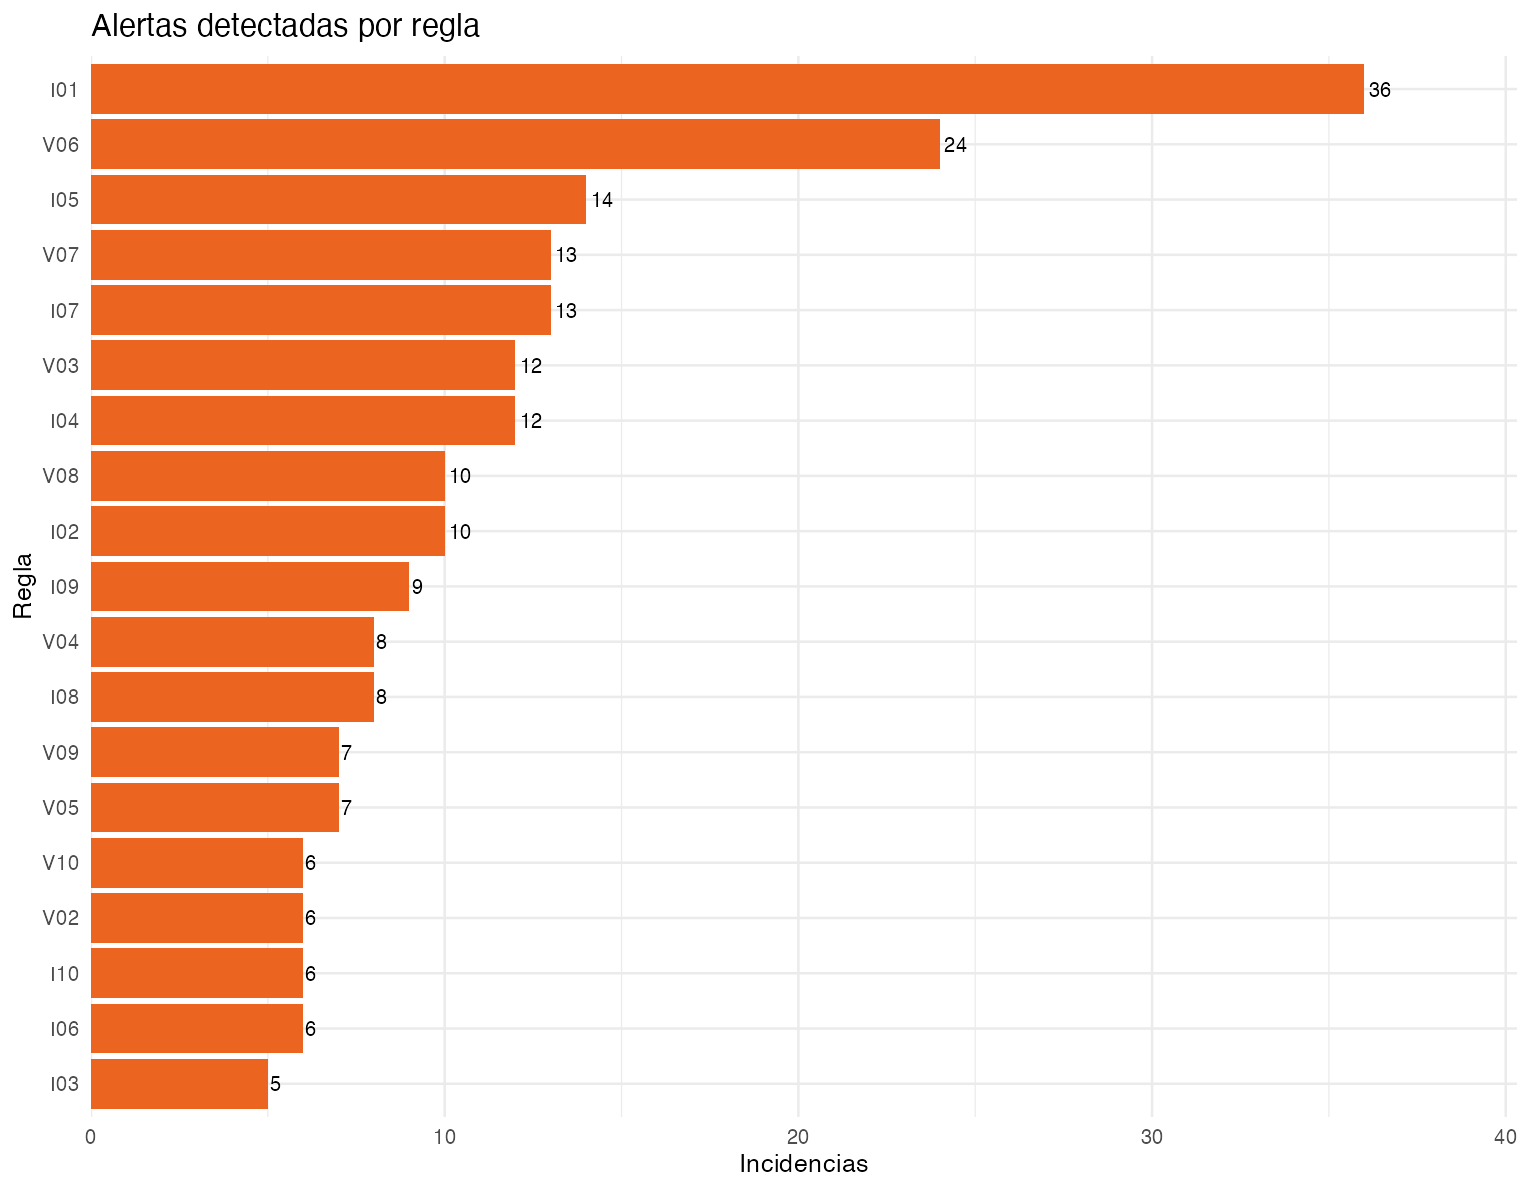 Alertas detectadas por regla
I01 36
V06 24
I05 14
V07 13
I07 13
V03 12
I04 12
V08 10
I02 10
I09 9
V04 8
I08 8
V09 7
V05 7
V10 6
V02 6
I10 6
I06 6
I03 5
Regla
0 10 20 30 40
Incidencias